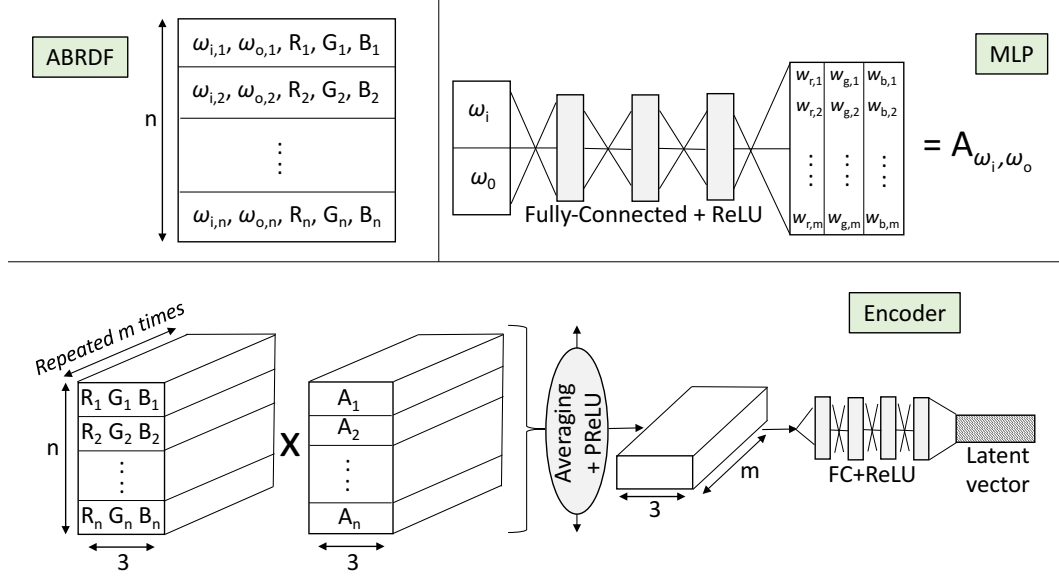 ABRDF
n
ω_{i,1}, ω_{o,1}, R_1, G_1, B_1
ω_{i,2}, ω_{o,2}, R_2, G_2, B_2
⋮
ω_{i,n}, ω_{o,n}, R_n, G_n, B_n
MLP
ω_i
ω_0
Fully-Connected + ReLU
w_{r,1} w_{g,1} w_{b,1}
w_{r,2} w_{g,2} w_{b,2}
⋮ ⋮ ⋮
w_{r,m} w_{g,m} w_{b,m}
= A_{ω_i,ω_o}
Encoder
Repeated m times
n
R_1 G_1 B_1
R_2 G_2 B_2
⋮
R_n G_n B_n
3
X
A_1
A_2
⋮
A_n
3
Averaging
+ PReLU
3
m
FC+ReLU
Latent
vector